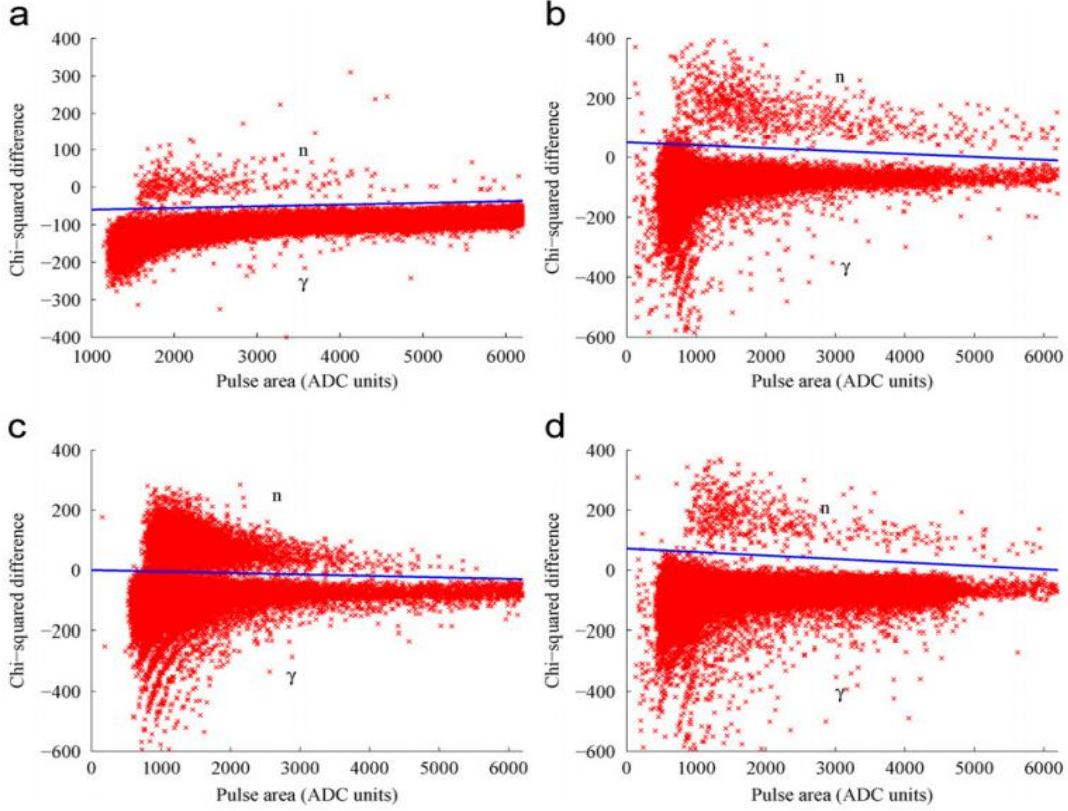 a
400
300
200
100
0
−100
−200
−300
−400
Chi-squared difference
n
γ
1000 2000 3000 4000 5000 6000
Pulse area (ADC units)
b
400
200
0
−200
−400
−600
Chi-squared difference
n
γ
0 1000 2000 3000 4000 5000 6000
Pulse area (ADC units)
c
400
200
0
−200
−400
−600
Chi-squared difference
n
γ
0 1000 2000 3000 4000 5000 6000
Pulse area (ADC units)
d
400
200
0
−200
−400
−600
Chi-squared difference
n
γ
0 1000 2000 3000 4000 5000 6000
Pulse area (ADC units)